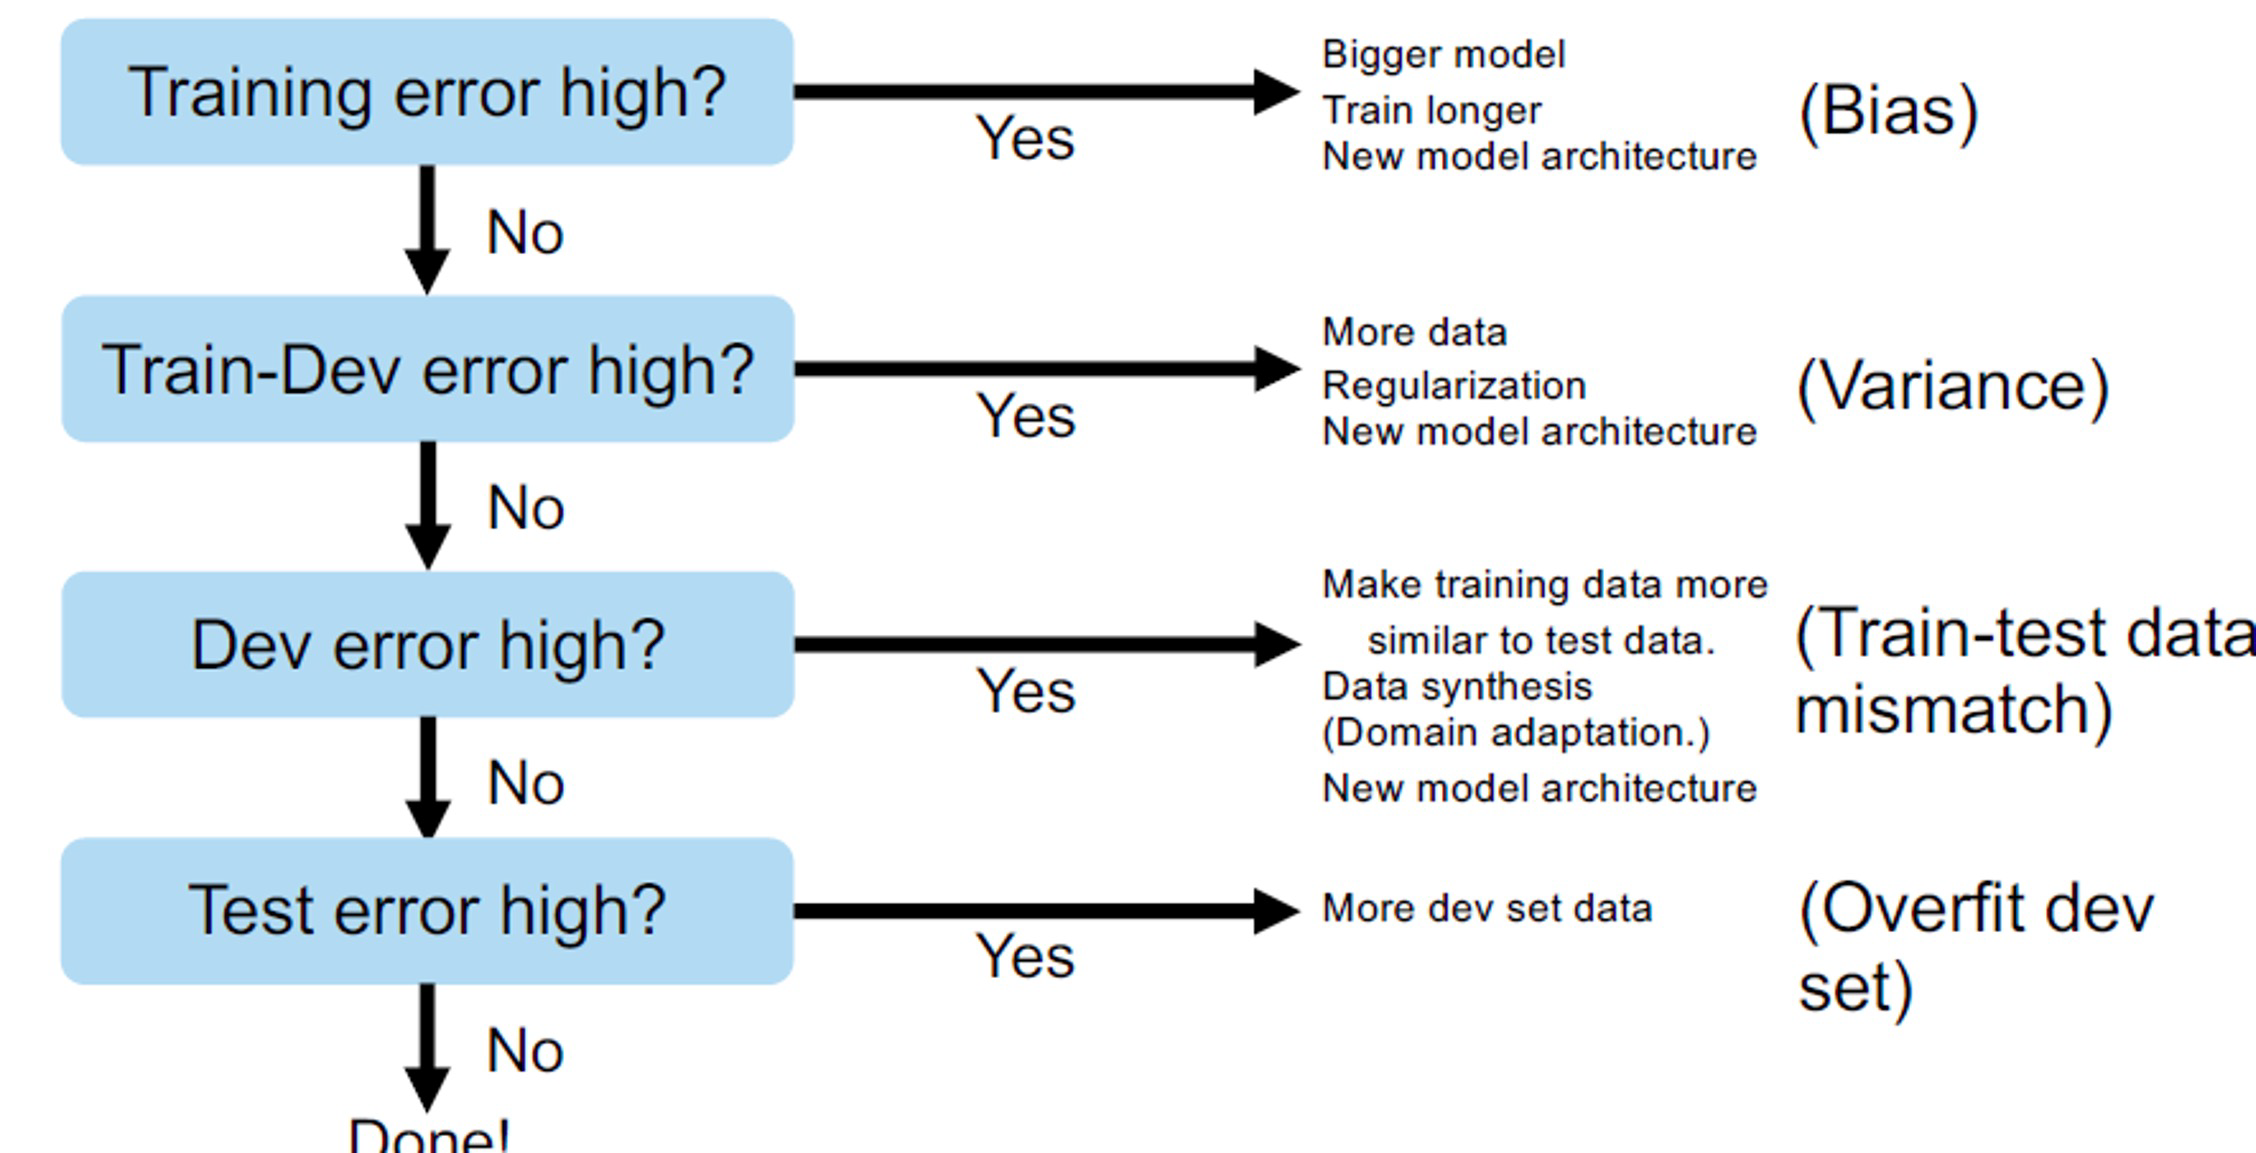 Training error high?
Yes
Bigger model
Train longer
New model architecture
(Bias)
No
Train-Dev error high?
Yes
More data
Regularization
New model architecture
(Variance)
No
Dev error high?
Yes
Make training data more
similar to test data.
Data synthesis
(Domain adaptation.)
New model architecture
(Train-test data
mismatch)
No
Test error high?
Yes
More dev set data
(Overfit dev
set)
No
Done!